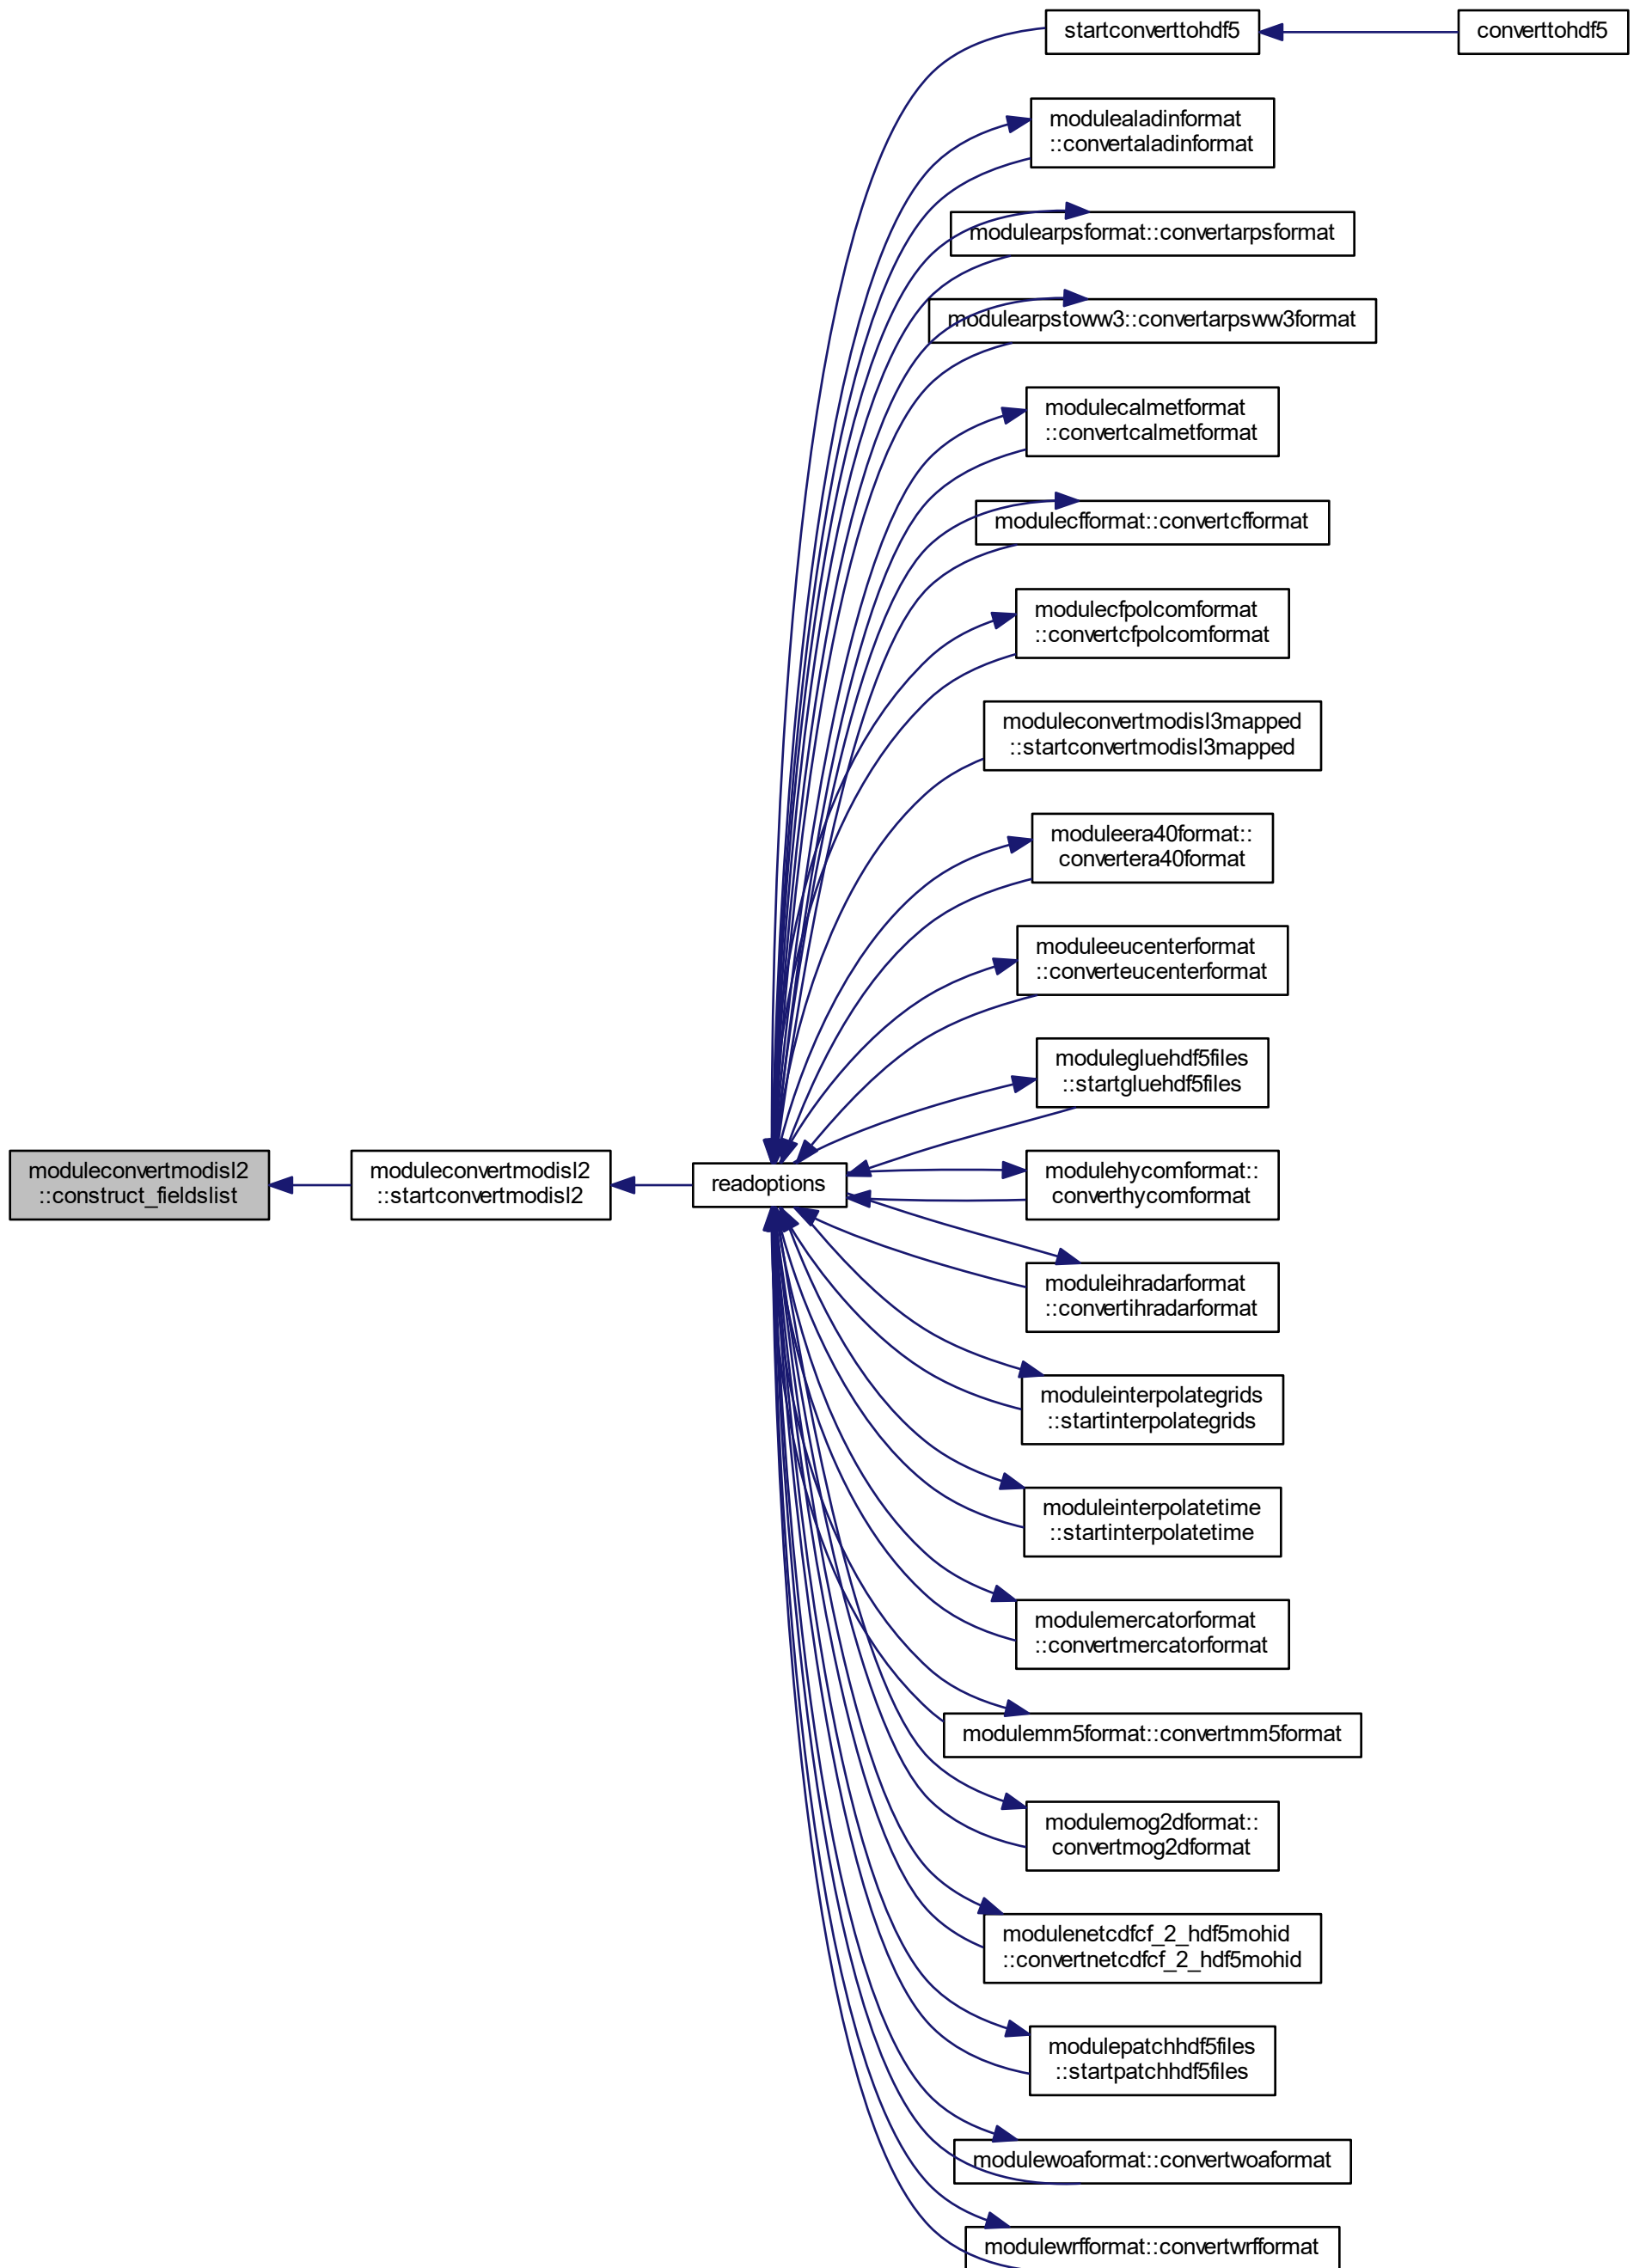 startconverttohdf5
converttohdf5
modulealadinformat
::convertaladinformat
modulearpsformat::convertarpsformat
modulearpstoww3::convertarpsww3format
modulecalmetformat
::convertcalmetformat
modulecfformat::convertcfformat
modulecfpolcomformat
::convertcfpolcomformat
moduleconvertmodisl3mapped
::startconvertmodisl3mapped
moduleera40format::
convertera40format
moduleeucenterformat
::converteucenterformat
modulegluehdf5files
::startgluehdf5files
moduleconvertmodisl2
::construct_fieldslist
moduleconvertmodisl2
::startconvertmodisl2
readoptions
modulehycomformat::
converthycomformat
moduleihradarformat
::convertihradarformat
moduleinterpolategrids
::startinterpolategrids
moduleinterpolatetime
::startinterpolatetime
modulemercatorformat
::convertmercatorformat
modulemm5format::convertmm5format
modulemog2dformat::
convertmog2dformat
modulenetcdfcf_2_hdf5mohid
::convertnetcdfcf_2_hdf5mohid
modulepatchhdf5files
::startpatchhdf5files
modulewoaformat::convertwoaformat
modulewrfformat::convertwrfformat